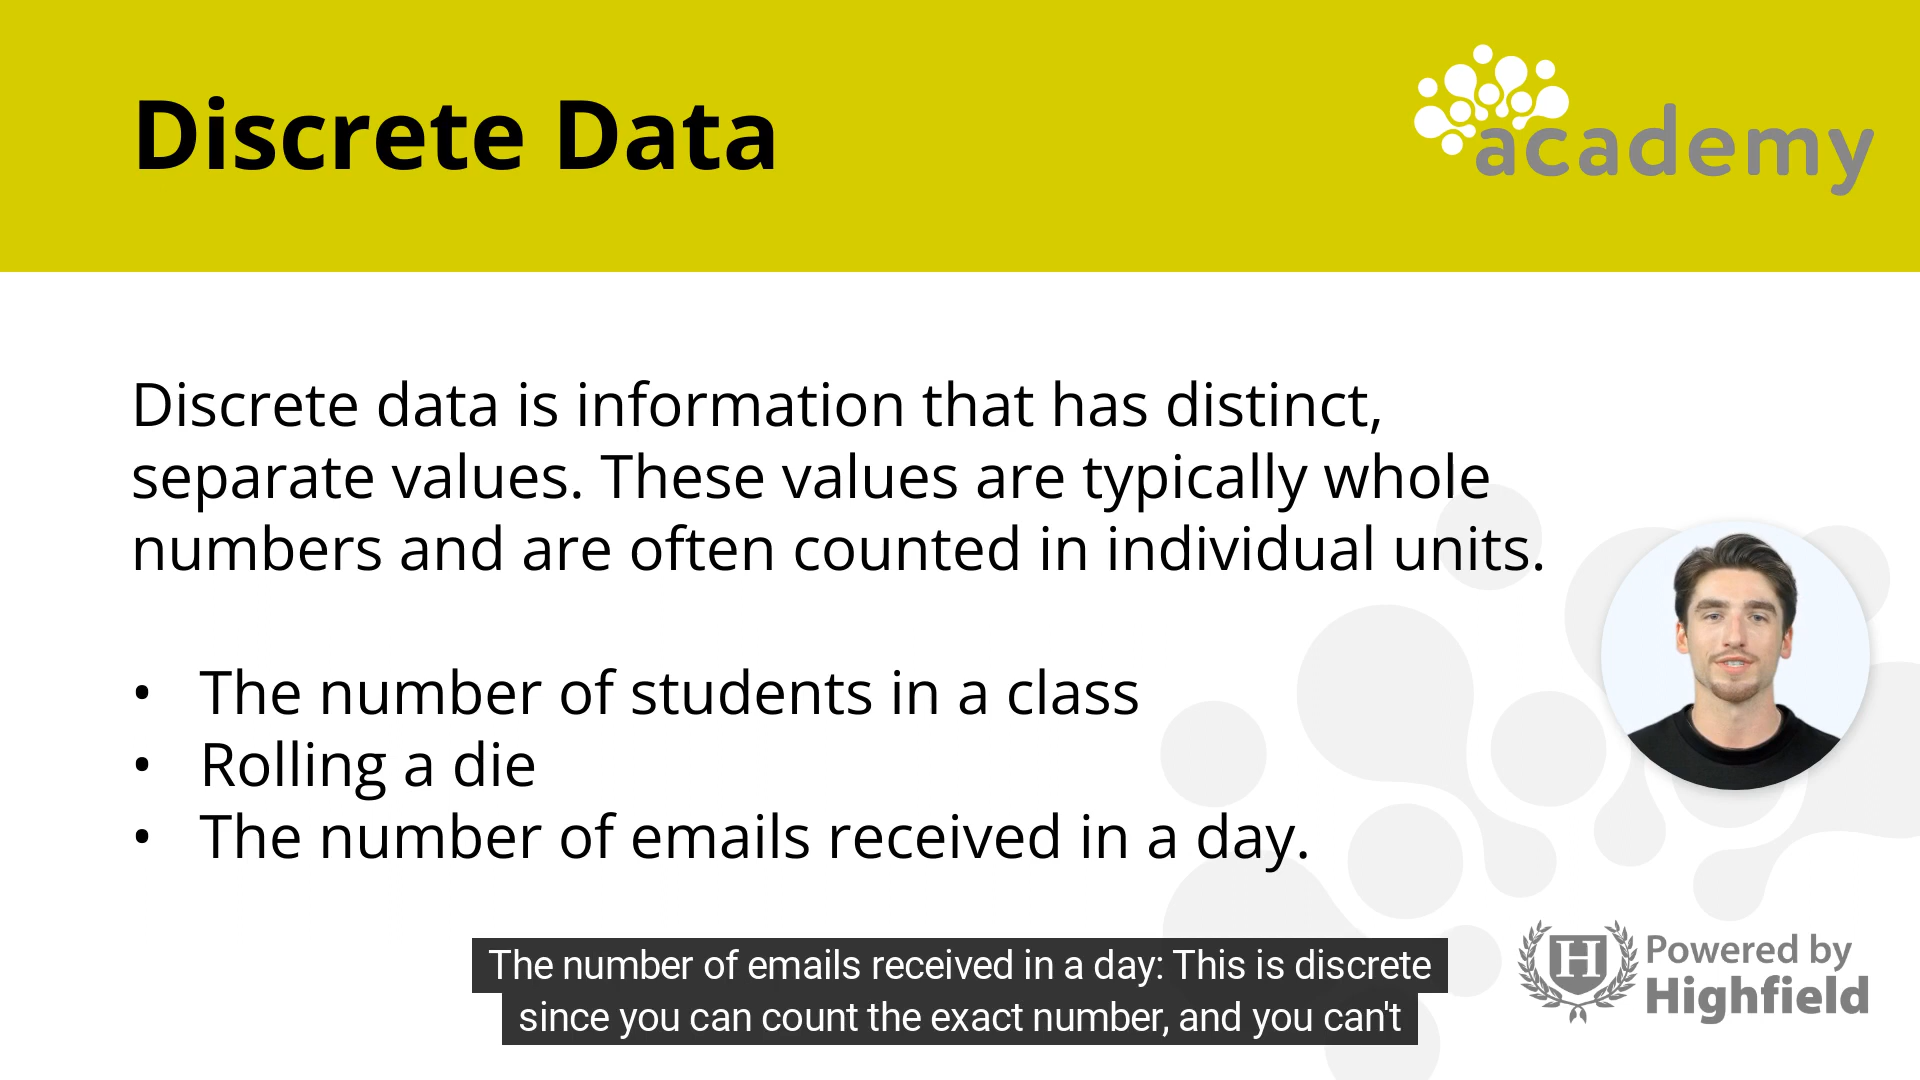 Discrete Data
academy
Discrete data is information that has distinct,
separate values. These values are typically whole
numbers and are often counted in individual units.
• The number of students in a class
• Rolling a die
• The number of emails received in a day.
The number of emails received in a day: This is discrete
since you can count the exact number, and you can't
H
Powered by
Highfield